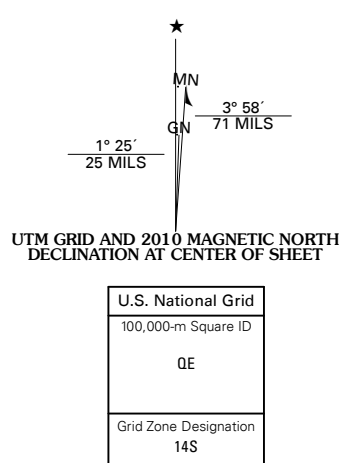 ★
MN
3° 58´
71 MILS
GN
1° 25´
25 MILS
UTM GRID AND 2010 MAGNETIC NORTH
DECLINATION AT CENTER OF SHEET
U.S. National Grid
100,000-m Square ID
QE
Grid Zone Designation
14S